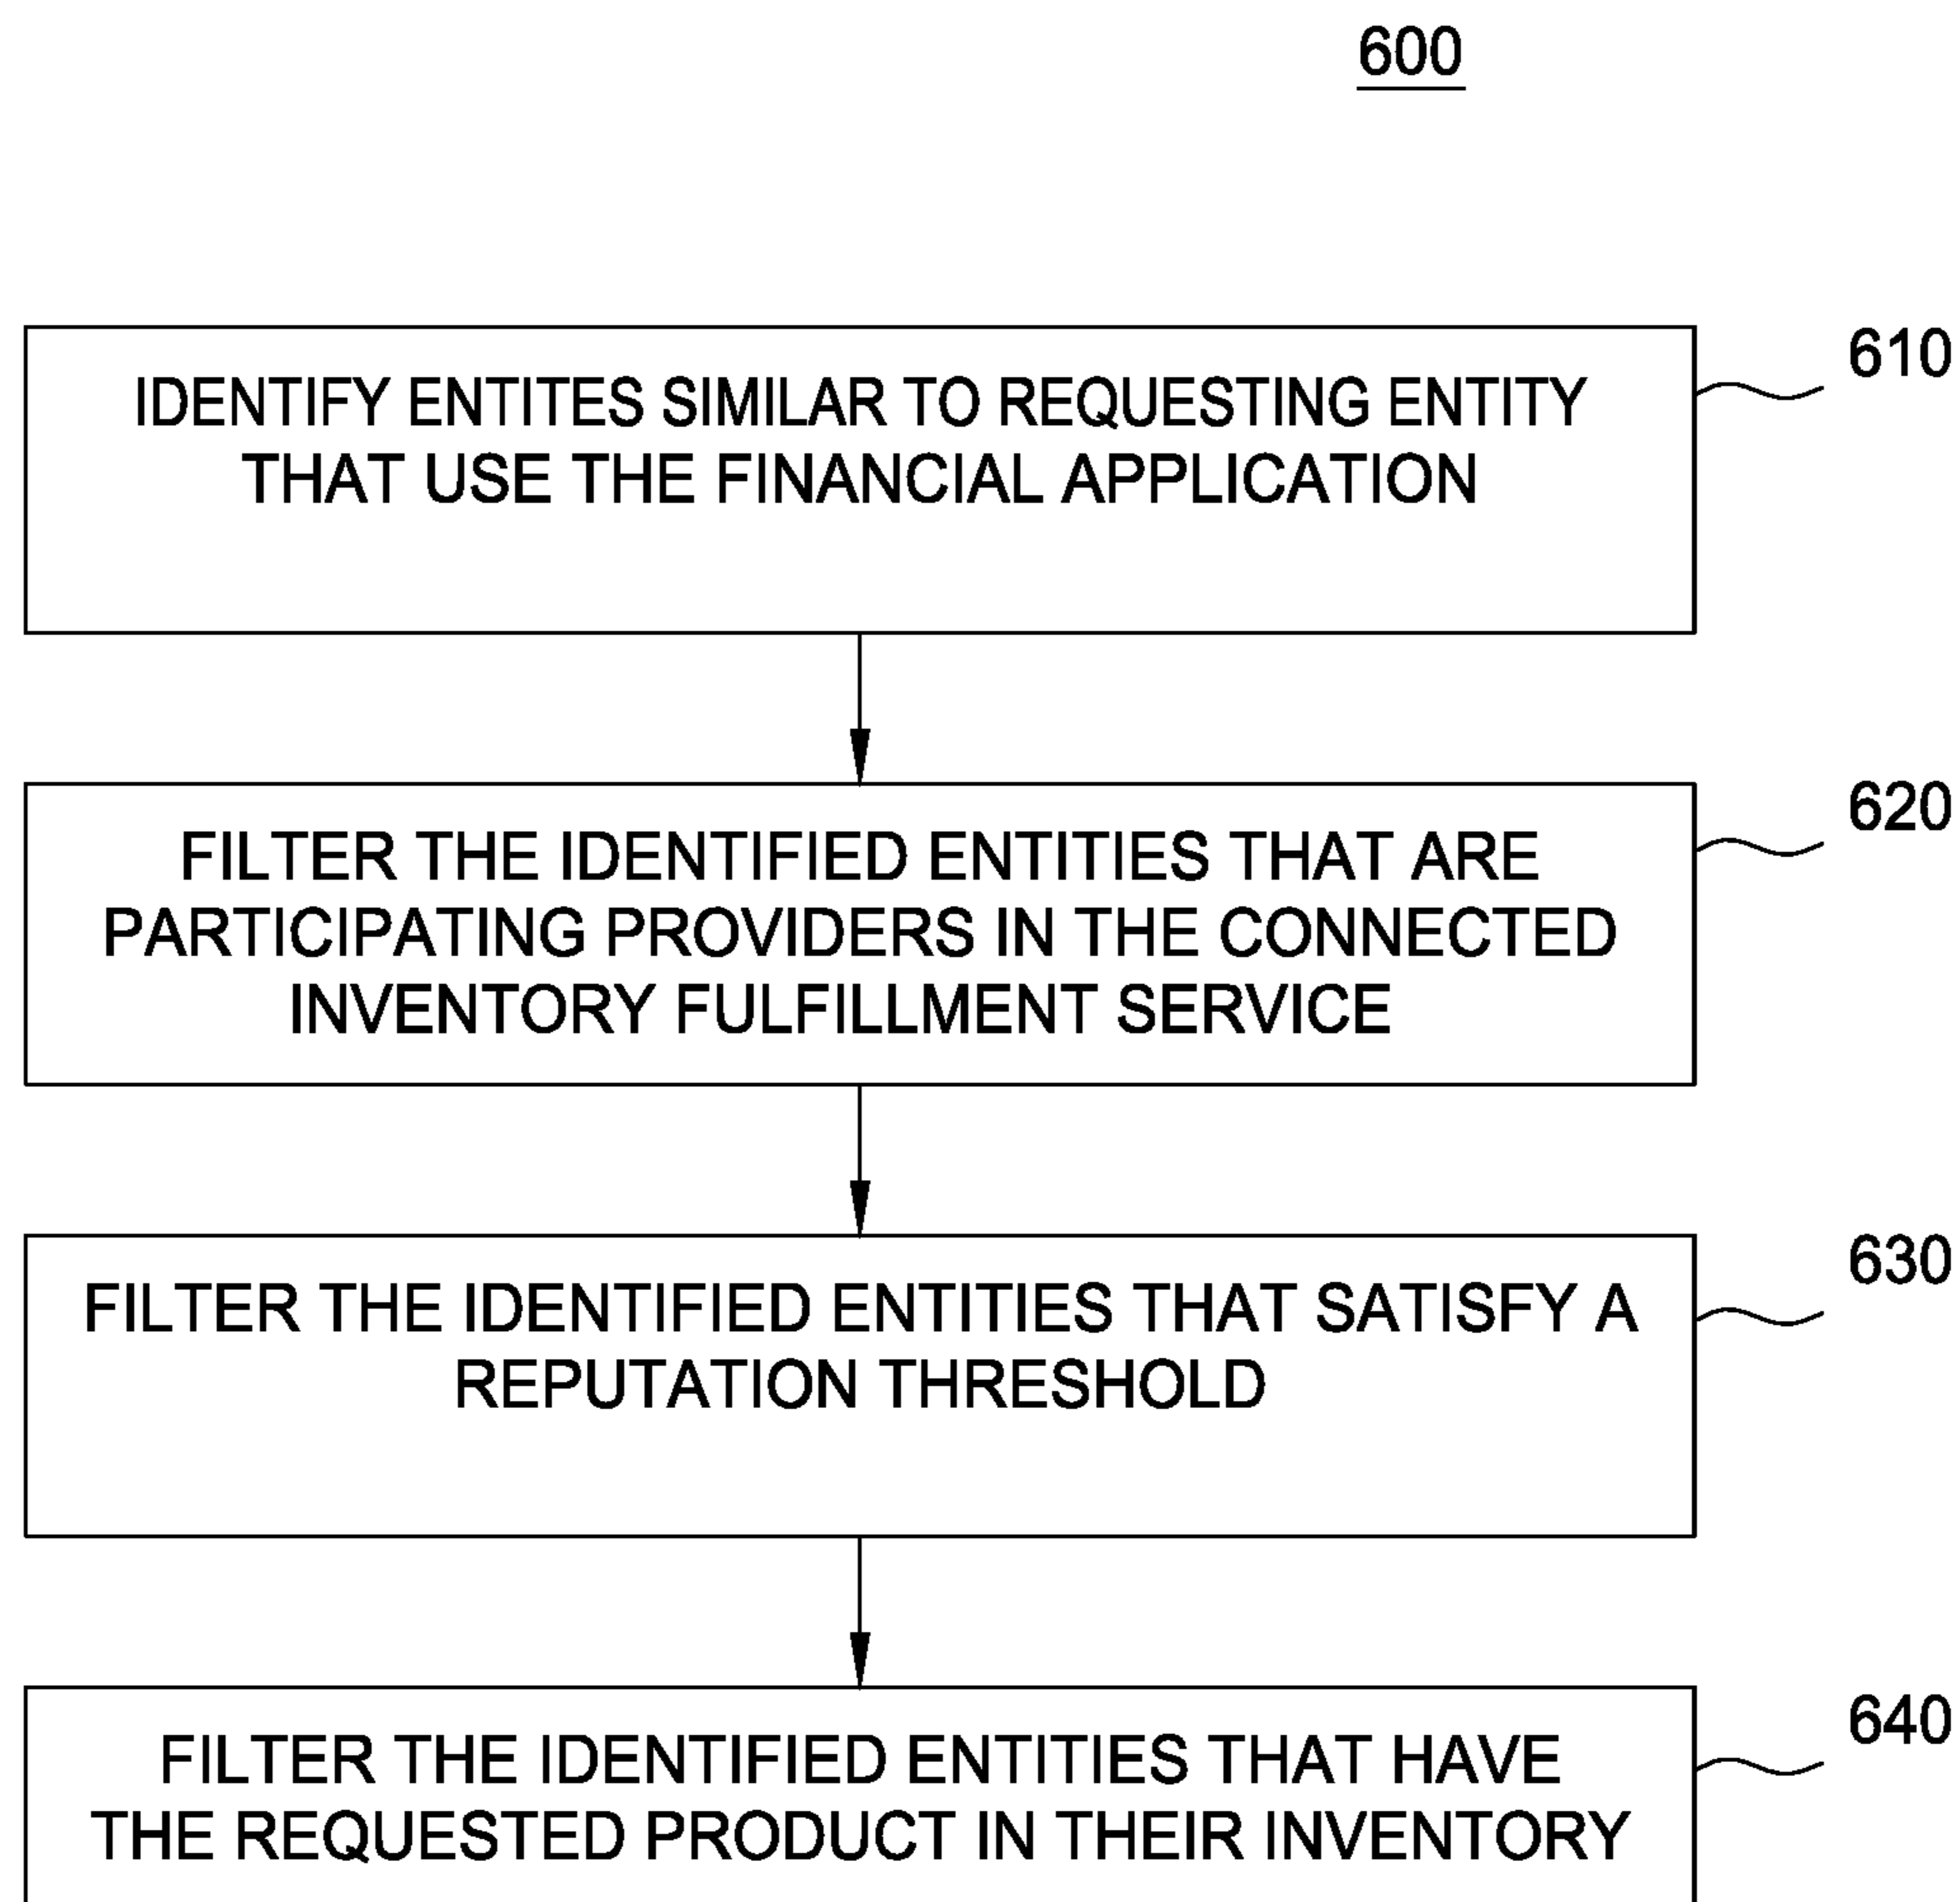 600
IDENTIFY ENTITES SIMILAR TO REQUESTING ENTITY
THAT USE THE FINANCIAL APPLICATION
610
FILTER THE IDENTIFIED ENTITIES THAT ARE
PARTICIPATING PROVIDERS IN THE CONNECTED
INVENTORY FULFILLMENT SERVICE
620
FILTER THE IDENTIFIED ENTITIES THAT SATISFY A
REPUTATION THRESHOLD
630
FILTER THE IDENTIFIED ENTITIES THAT HAVE
THE REQUESTED PRODUCT IN THEIR INVENTORY
640